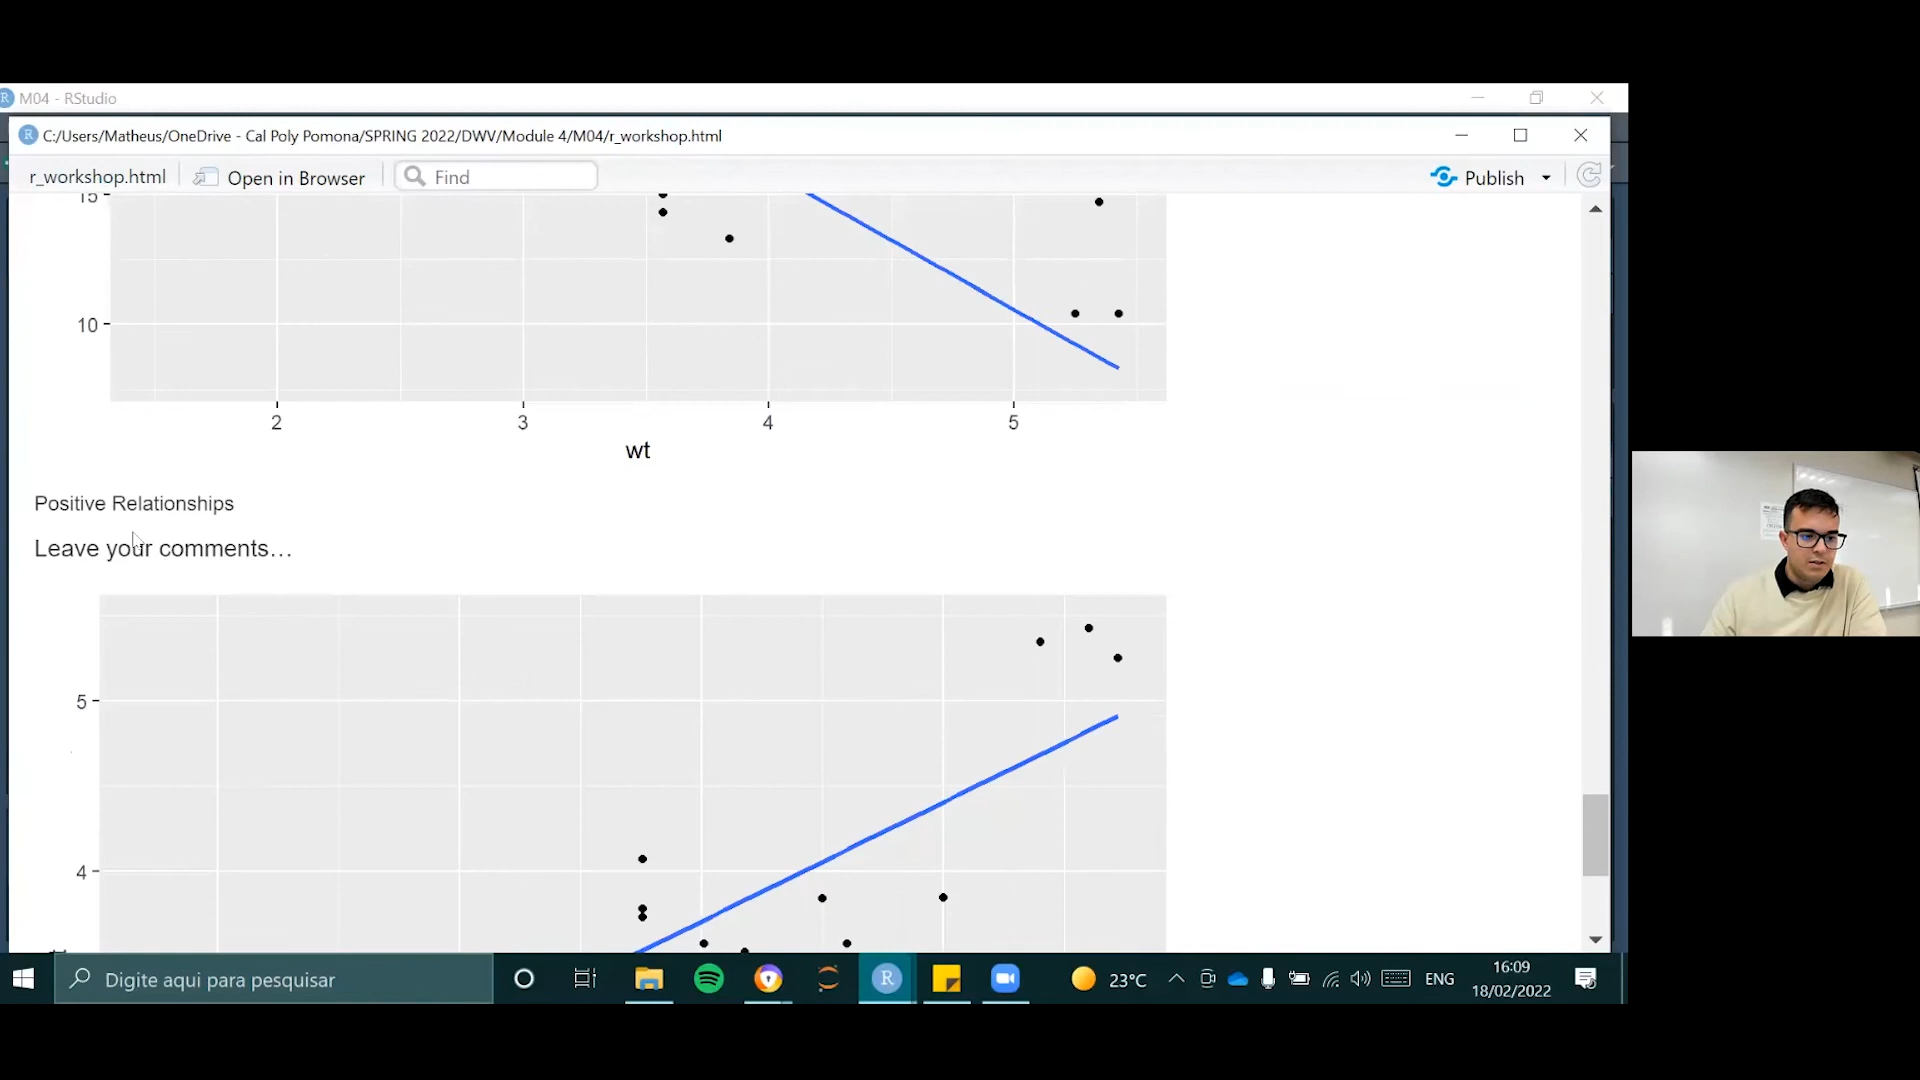 M04 - RStudio
C:/Users/Matheus/OneDrive - Cal Poly Pomona/SPRING 2022/DWV/Module 4/M04/r_workshop.html
r_workshop.html Open in Browser Find Publish
15
10
2 3 4 5
wt
Positive Relationships
Leave your comments…
5
4
Digite aqui para pesquisar
23°C ENG 16:09
18/02/2022